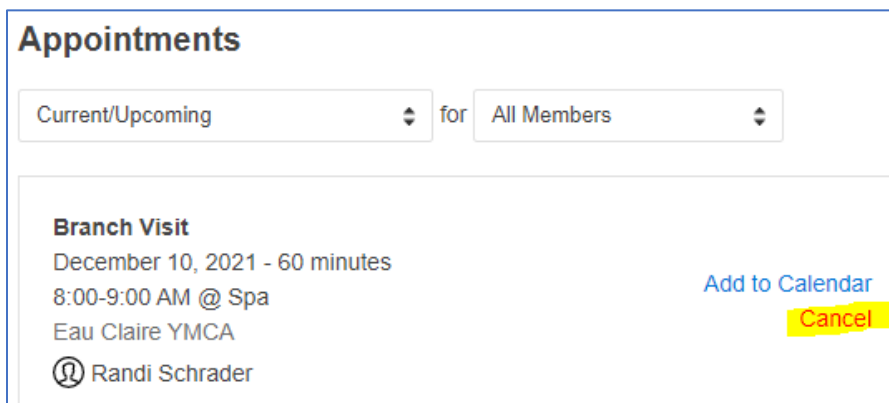 Appointments
Current/Upcoming for All Members
Branch Visit
December 10, 2021 - 60 minutes
8:00-9:00 AM @ Spa
Eau Claire YMCA
Randi Schrader
Add to Calendar
Cancel